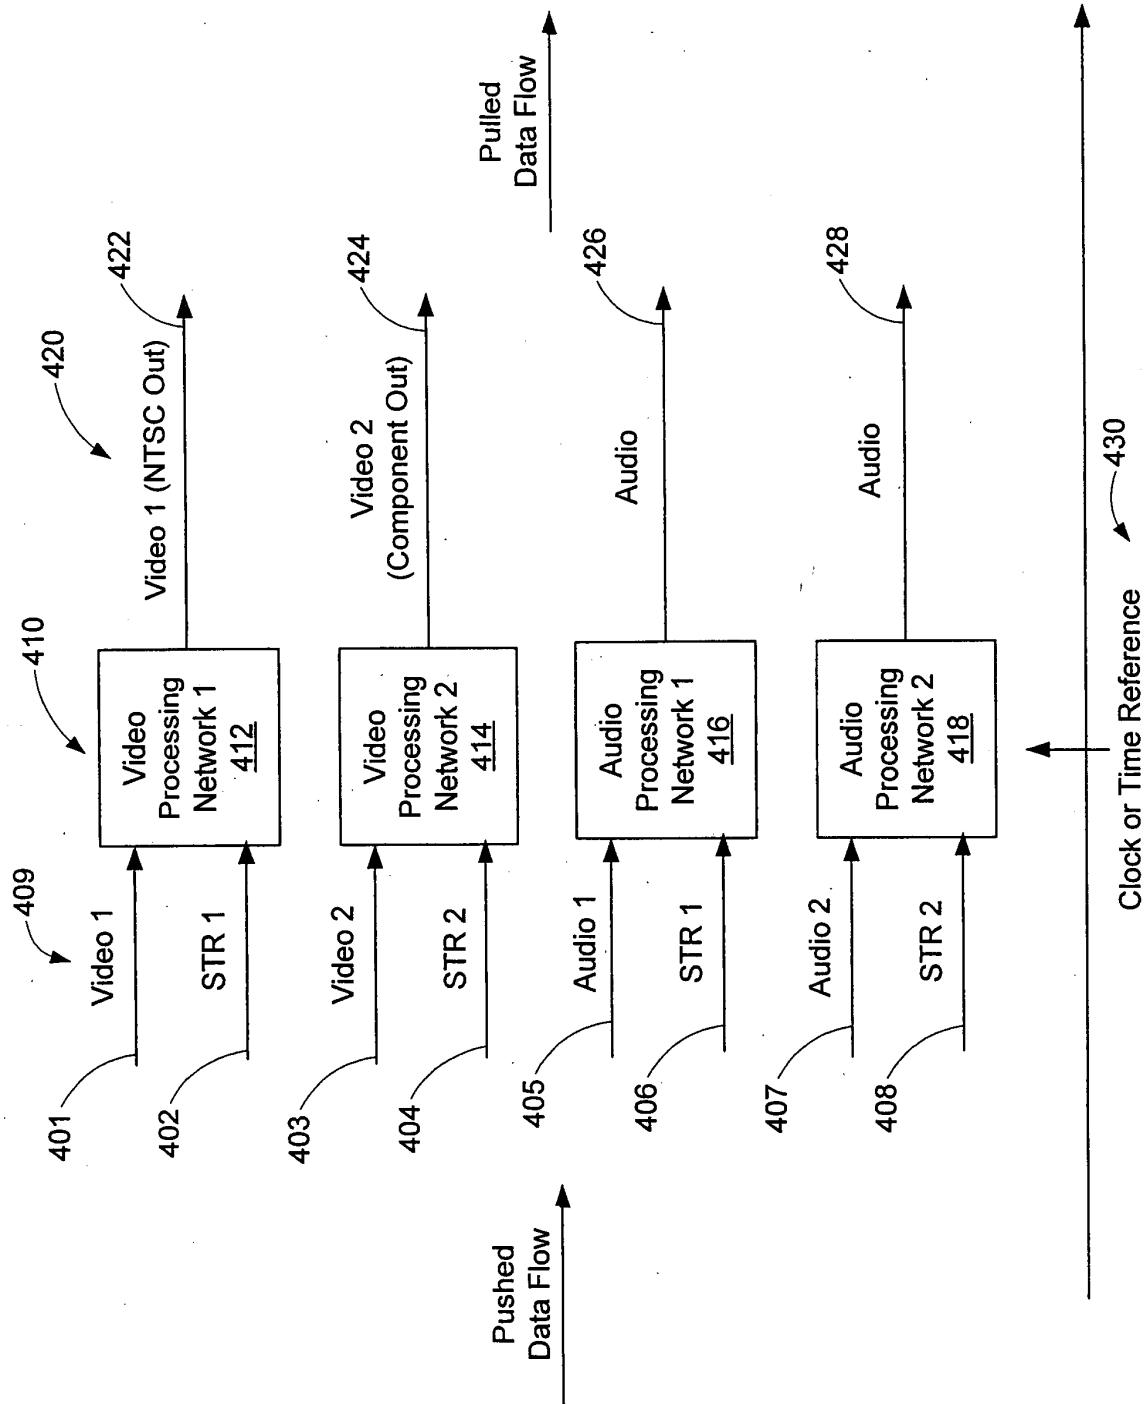 409
410
420
401
Video 1
402
STR 1
Video
Processing
Network 1
412
Video 1 (NTSC Out)
422
403
Video 2
404
STR 2
Video
Processing
Network 2
414
Video 2
(Component Out)
424
Pushed
Data Flow
Pulled
Data Flow
405
Audio 1
406
STR 1
Audio
Processing
Network 1
416
Audio
426
407
Audio 2
408
STR 2
Audio
Processing
Network 2
418
Audio
428
Clock or Time Reference
430